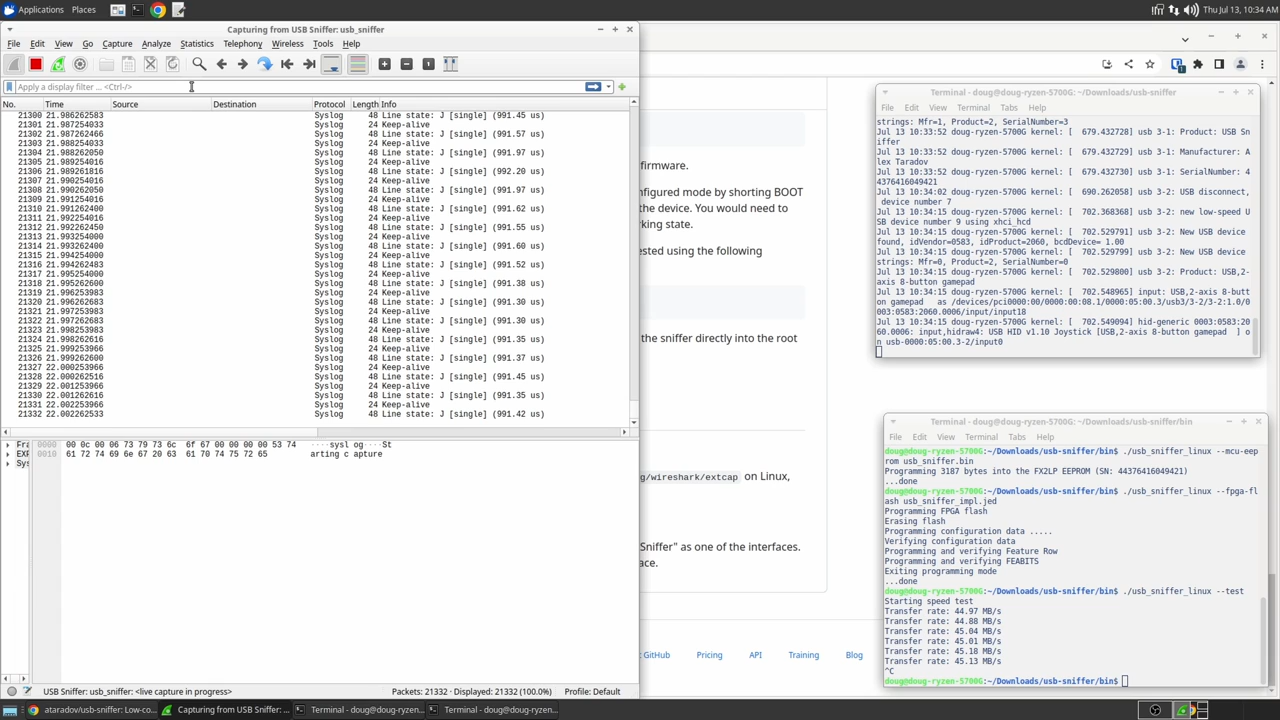 Applications Places Thu Jul 13, 10:34 AM
Capturing from USB Sniffer: usb_sniffer
File Edit View Go Capture Analyze Statistics Telephony Wireless Tools Help
Apply a display filter ... <Ctrl-/>
No. Time Source Destination Protocol Length Info
21300 21.986262583 Syslog 48 Line state: J [single] (991.45 us)
21301 21.987254033 Syslog 24 Keep-alive
21302 21.987262466 Syslog 48 Line state: J [single] (991.57 us)
21303 21.988254033 Syslog 24 Keep-alive
21304 21.988262050 Syslog 48 Line state: J [single] (991.97 us)
21305 21.989254016 Syslog 24 Keep-alive
21306 21.989261816 Syslog 48 Line state: J [single] (992.20 us)
21307 21.990254016 Syslog 24 Keep-alive
21308 21.990262050 Syslog 48 Line state: J [single] (991.97 us)
21309 21.991254016 Syslog 24 Keep-alive
21310 21.991262400 Syslog 48 Line state: J [single] (991.62 us)
21311 21.992254016 Syslog 24 Keep-alive
21312 21.992262450 Syslog 48 Line state: J [single] (991.55 us)
21313 21.993254000 Syslog 24 Keep-alive
21314 21.993262400 Syslog 48 Line state: J [single] (991.60 us)
21315 21.994254000 Syslog 24 Keep-alive
21316 21.994262483 Syslog 48 Line state: J [single] (991.52 us)
21317 21.995254000 Syslog 24 Keep-alive
21318 21.995262600 Syslog 48 Line state: J [single] (991.38 us)
21319 21.996253983 Syslog 24 Keep-alive
21320 21.996262683 Syslog 48 Line state: J [single] (991.30 us)
21321 21.997253983 Syslog 24 Keep-alive
21322 21.997262683 Syslog 48 Line state: J [single] (991.30 us)
21323 21.998253983 Syslog 24 Keep-alive
21324 21.998262616 Syslog 48 Line state: J [single] (991.35 us)
21325 21.999253966 Syslog 24 Keep-alive
21326 21.999262600 Syslog 48 Line state: J [single] (991.37 us)
21327 22.000253966 Syslog 24 Keep-alive
21328 22.000262516 Syslog 48 Line state: J [single] (991.45 us)
21329 22.001253966 Syslog 24 Keep-alive
21330 22.001262616 Syslog 48 Line state: J [single] (991.35 us)
21331 22.002253966 Syslog 24 Keep-alive
21332 22.002262533 Syslog 48 Line state: J [single] (991.42 us)
Fra
EXP
Sys
0000 00 0c 00 06 73 79 73 6c 6f 67 00 00 00 00 53 74 ····sysl og····St
0010 61 72 74 69 6e 67 20 63 61 70 74 75 72 65 arting c apture
USB Sniffer: usb_sniffer: <live capture in progress> Packets: 21332 · Displayed: 21332 (100.0%) Profile: Default
irmware.
nfigured mode by shorting BOOT
the device. You would need to
king state.
ested using the following
the sniffer directly into the root
g/wireshark/extcap on Linux,
Sniffer" as one of the interfaces.
ace.
GitHub Pricing API Training Blog
Terminal - doug@doug-ryzen-5700G: ~/Downloads/usb-sniffer
File Edit View Terminal Tabs Help
strings: Mfr=1, Product=2, SerialNumber=3
Jul 13 10:33:52 doug-ryzen-5700G kernel: [ 679.432728] usb 3-1: Product: USB Sn
iffer
Jul 13 10:33:52 doug-ryzen-5700G kernel: [ 679.432729] usb 3-1: Manufacturer: A
lex Taradov
Jul 13 10:33:52 doug-ryzen-5700G kernel: [ 679.432730] usb 3-1: SerialNumber: 4
4376416049421
Jul 13 10:34:02 doug-ryzen-5700G kernel: [ 690.262058] usb 3-2: USB disconnect,
device number 7
Jul 13 10:34:15 doug-ryzen-5700G kernel: [ 702.368368] usb 3-2: new low-speed U
SB device number 9 using xhci_hcd
Jul 13 10:34:15 doug-ryzen-5700G kernel: [ 702.529791] usb 3-2: New USB device
found, idVendor=0583, idProduct=2060, bcdDevice= 1.00
Jul 13 10:34:15 doug-ryzen-5700G kernel: [ 702.529799] usb 3-2: New USB device
strings: Mfr=0, Product=2, SerialNumber=0
Jul 13 10:34:15 doug-ryzen-5700G kernel: [ 702.529800] usb 3-2: Product: USB,2-
axis 8-button gamepad
Jul 13 10:34:15 doug-ryzen-5700G kernel: [ 702.548965] input: USB,2-axis 8-butt
on gamepad as /devices/pci0000:00/0000:00:08.1/0000:05:00.3/usb3/3-2/3-2:1.0/0
003:0583:2060.0006/input/input18
Jul 13 10:34:15 doug-ryzen-5700G kernel: [ 702.549094] hid-generic 0003:0583:20
60.0006: input,hidraw4: USB HID v1.10 Joystick [USB,2-axis 8-button gamepad ] o
n usb-0000:05:00.3-2/input0
Terminal - doug@doug-ryzen-5700G: ~/Downloads/usb-sniffer/bin
File Edit View Terminal Tabs Help
doug@doug-ryzen-5700G:~/Downloads/usb-sniffer/bin$ ./usb_sniffer_linux --mcu-eep
rom usb_sniffer.bin
Programming 3187 bytes into the FX2LP EEPROM (SN: 44376416049421)
...done
doug@doug-ryzen-5700G:~/Downloads/usb-sniffer/bin$ ./usb_sniffer_linux --fpga-fl
ash usb_sniffer_impl.jed
Programming FPGA flash
Erasing flash
Programming configuration data .....
Verifying configuration data
Programming and verifying Feature Row
Programming and verifying FEABITS
Exiting programming mode
...done
doug@doug-ryzen-5700G:~/Downloads/usb-sniffer/bin$ ./usb_sniffer_linux --test
Starting speed test
Transfer rate: 44.97 MB/s
Transfer rate: 44.88 MB/s
Transfer rate: 45.04 MB/s
Transfer rate: 45.01 MB/s
Transfer rate: 45.18 MB/s
Transfer rate: 45.13 MB/s
^C
doug@doug-ryzen-5700G:~/Downloads/usb-sniffer/bin$
ataradov/usb-sniffer: Low-co... Capturing from USB Sniffer: ... Terminal - doug@doug-ryzen... Terminal - doug@doug-ryzen...